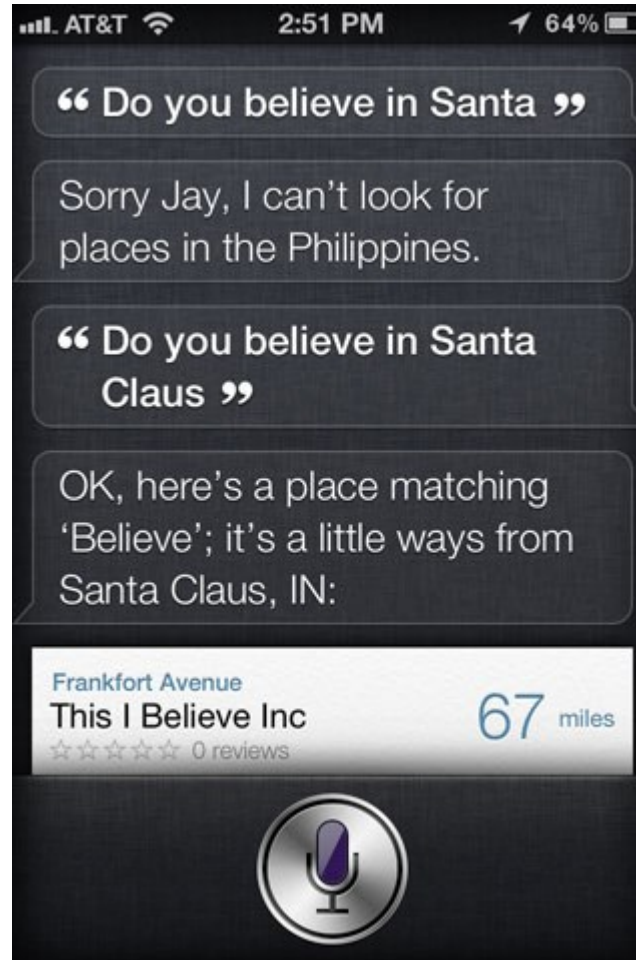 AT&T 2:51 PM 64%
“ Do you believe in Santa ”
Sorry Jay, I can’t look for
places in the Philippines.
“ Do you believe in Santa
Claus ”
OK, here’s a place matching
‘Believe’; it’s a little ways from
Santa Claus, IN:
Frankfort Avenue
This I Believe Inc
67 miles
0 reviews